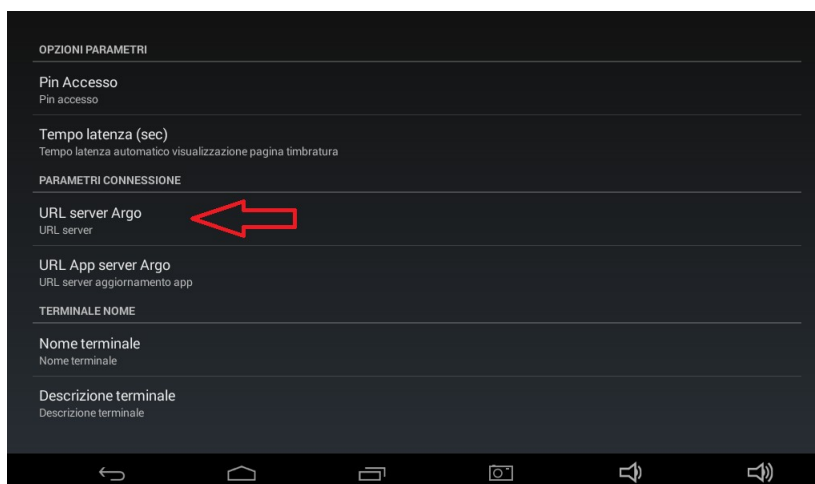 OPZIONI PARAMETRI
Pin Accesso
Pin accesso
Tempo latenza (sec)
Tempo latenza automatico visualizzazione pagina timbratura
PARAMETRI CONNESSIONE
URL server Argo
URL server
URL App server Argo
URL server aggiornamento app
TERMINALE NOME
Nome terminale
Nome terminale
Descrizione terminale
Descrizione terminale